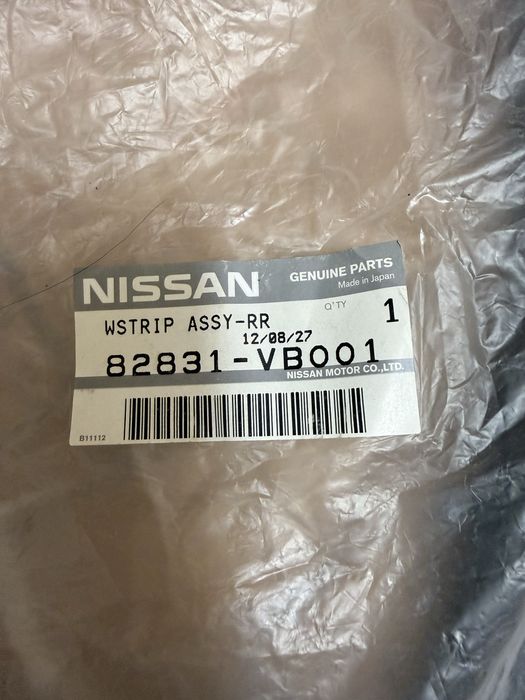 NISSAN
GENUINE PARTS
Made in Japan
WSTRIP ASSY-RR
Q'TY
1
12/08/27
82831-VB001
NISSAN MOTOR CO.,LTD.
B11112